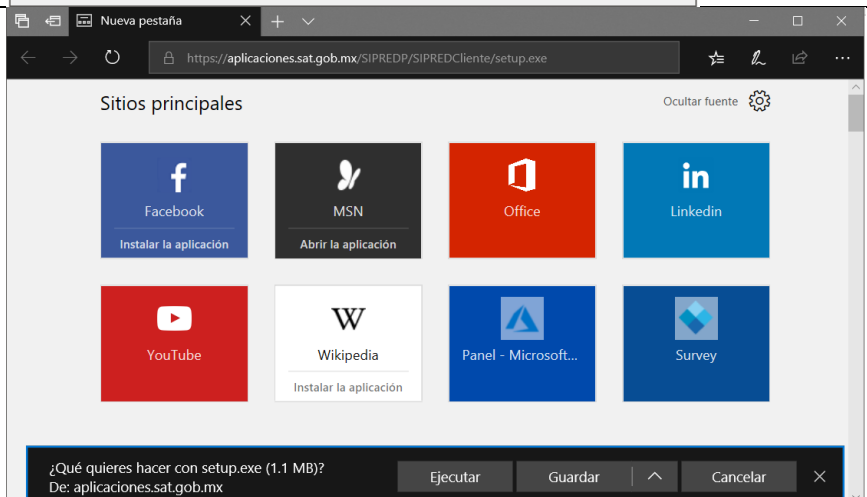 Nueva pestaña
https://aplicaciones.sat.gob.mx/SIPREDP/SIPREDCliente/setup.exe
Sitios principales
Ocultar fuente
Facebook
Instalar la aplicación
MSN
Abrir la aplicación
Office
in
Linkedin
YouTube
W
Wikipedia
Instalar la aplicación
Panel - Microsoft...
Survey
¿Qué quieres hacer con setup.exe (1.1 MB)?
De: aplicaciones.sat.gob.mx
Ejecutar
Guardar
Cancelar